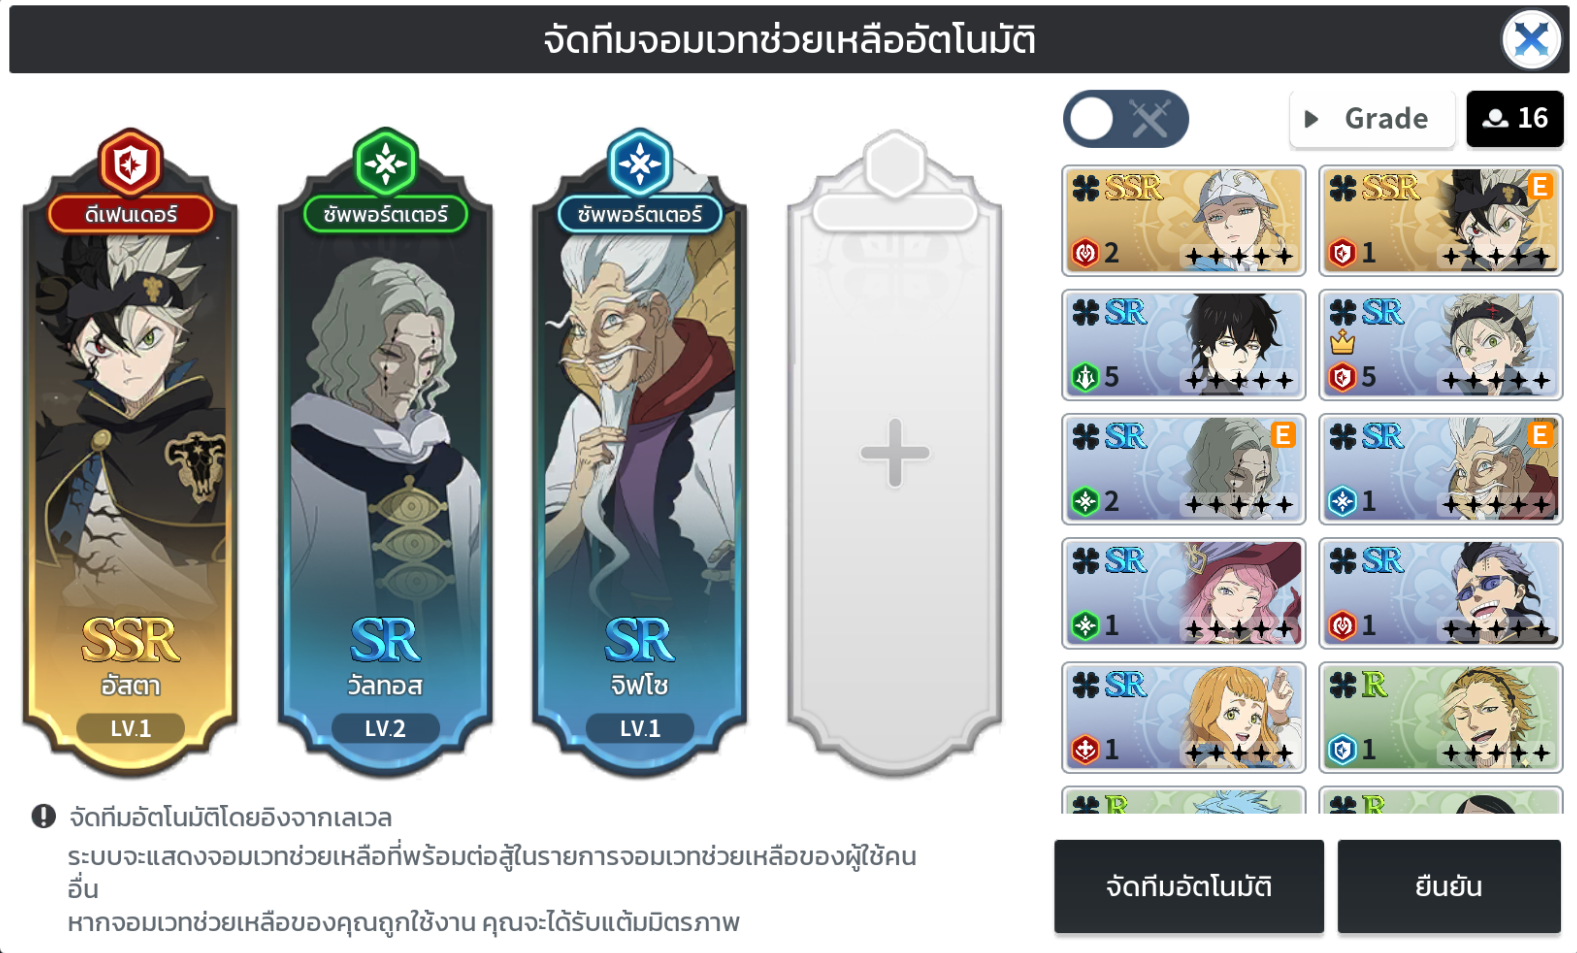 จัดทีมจอมเวทช่วยเหลืออัตโนมัติ
Grade
16
ดีเฟนเดอร์
ซัพพอร์ตเตอร์
ซัพพอร์ตเตอร์
SSR
อัสตา
LV.1
SR
วัลทอส
LV.2
SR
จิฟโซ
LV.1
SSR
2
SSR
E
1
SR
5
SR
5
SR
E
2
SR
E
1
SR
1
SR
1
SR
1
R
1
R
R
จัดทีมอัตโนมัติโดยอิงจากเลเวล
ระบบจะแสดงจอมเวทช่วยเหลือที่พร้อมต่อสู้ในรายการจอมเวทช่วยเหลือของผู้ใช้คน
อื่น
หากจอมเวทช่วยเหลือของคุณถูกใช้งาน คุณจะได้รับแต้มมิตรภาพ
จัดทีมอัตโนมัติ
ยืนยัน